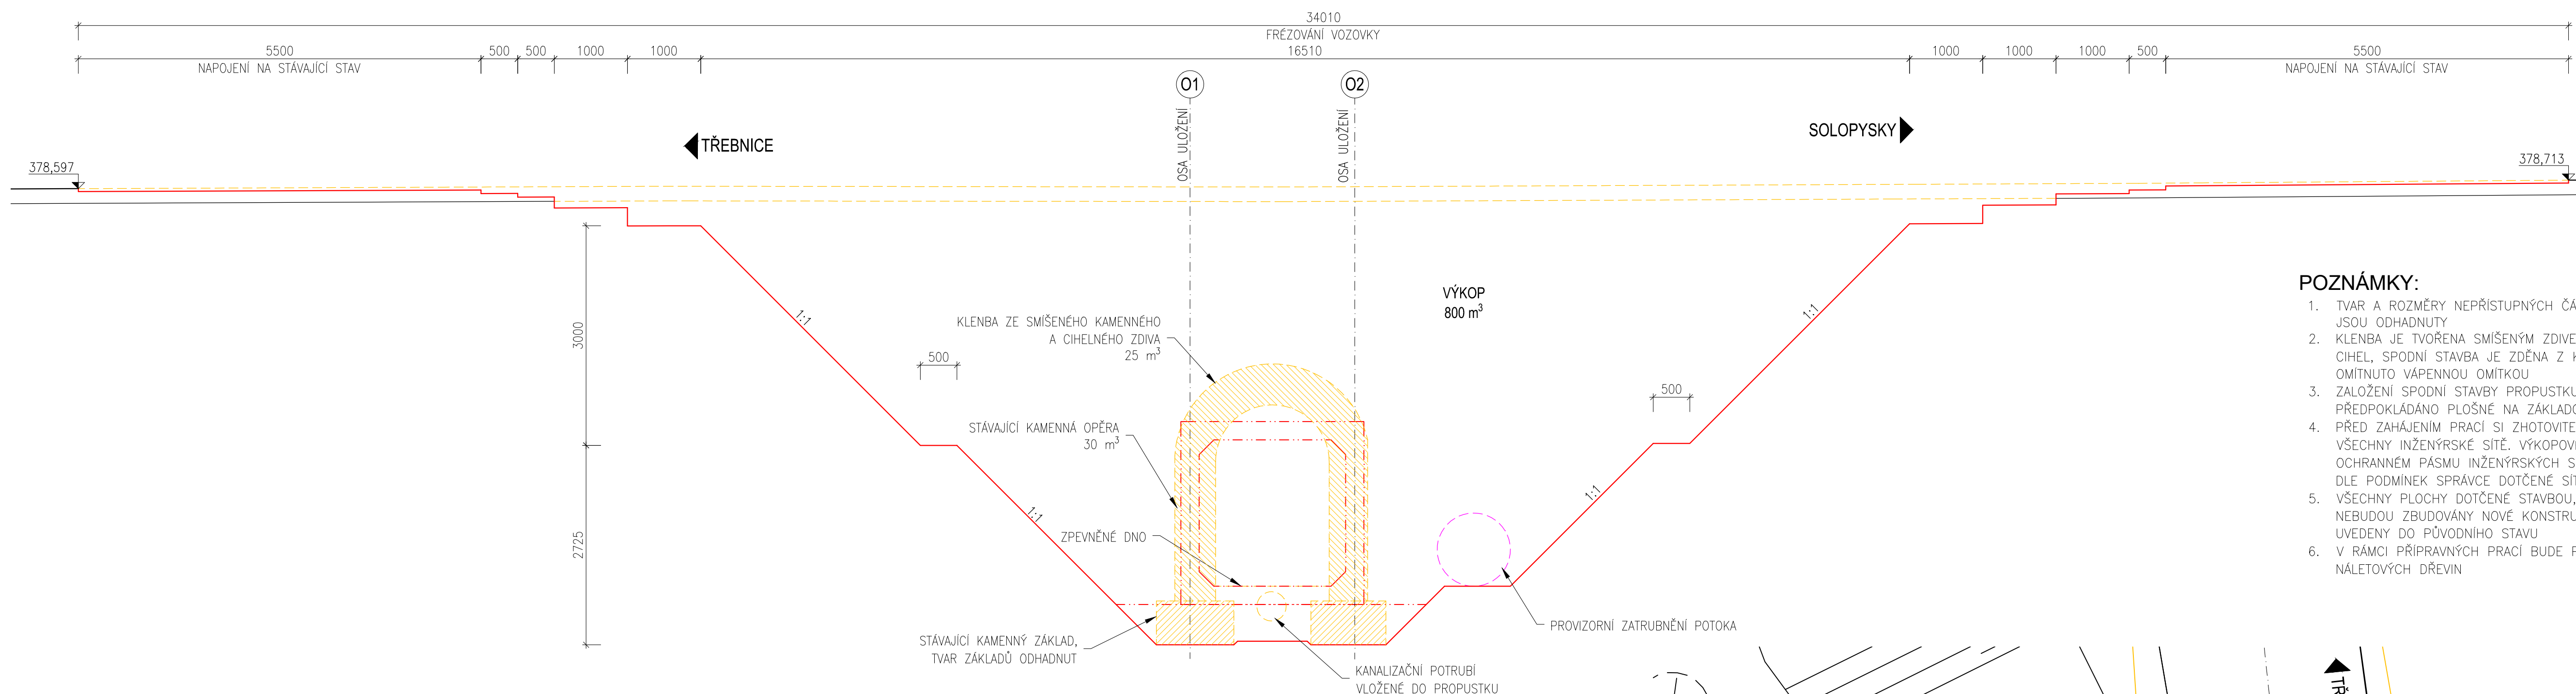 34010
FRÉZOVÁNÍ VOZOVKY
5500 500 500 1000 1000 16510 1000 1000 1000 500 5500
NAPOJENÍ NA STÁVAJÍCÍ STAV
NAPOJENÍ NA STÁVAJÍCÍ STAV
O1
O2
OSA ULOŽENÍ
OSA ULOŽENÍ
TŘEBNICE
SOLOPYSKY
378,597
378,713
VÝKOP
800 m³
1:1
1:1
1:1
1:1
3000
2725
500
500
KLENBA ZE SMÍŠENÉHO KAMENNÉHO
A CIHELNÉHO ZDIVA
25 m³
STÁVAJÍCÍ KAMENNÁ OPĚRA
30 m³
ZPEVNĚNÉ DNO
STÁVAJÍCÍ KAMENNÝ ZÁKLAD,
TVAR ZÁKLADŮ ODHADNUT
KANALIZAČNÍ POTRUBÍ
VLOŽENÉ DO PROPUSTKU
PROVIZORNÍ ZATRUBNĚNÍ POTOKA
POZNÁMKY:
1. TVAR A ROZMĚRY NEPŘÍSTUPNÝCH
JSOU ODHADNUTY
2. KLENBA JE TVOŘENA SMÍŠENÝM
CIHEL, SPODNÍ STAVBA JE ZDĚNA Z
OMÍTNUTO VÁPENNOU OMÍTKOU
3. ZALOŽENÍ SPODNÍ STAVBY PROPUSTKU
PŘEDPOKLÁDÁNO PLOŠNÉ NA
4. PŘED ZAHÁJENÍM PRACÍ SI
VŠECHNY INŽENÝRSKÉ SÍTĚ.
OCHRANNÉM PÁSMU INŽENÝRSKÝCH
DLE PODMÍNEK SPRÁVCE DOTČENÉ
5. VŠECHNY PLOCHY DOTČENÉ STAVBOU,
NEBUDOU ZBUDOVÁNY NOVÉ
UVEDENY DO PŮVODNÍHO STAVU
6. V RÁMCI PŘÍPRAVNÝCH PRACÍ BUDE
NÁLETOVÝCH DŘEVIN